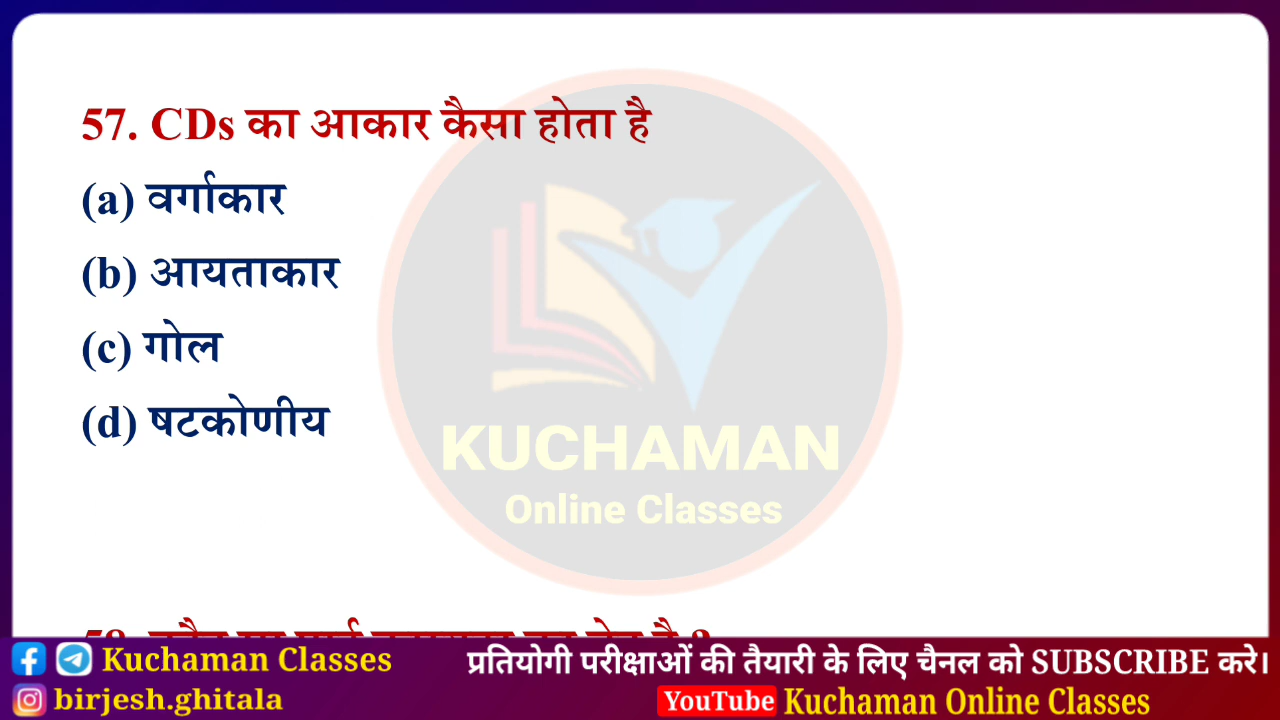 57. CDs का आकार कैसा होता है
(a) वर्गाकार
(b) आयताकार
(c) गोल
(d) षटकोणीय
KUCHAMAN
Online Classes
Kuchaman Classes
प्रतियोगी परीक्षाओं की तैयारी के लिए चैनल को SUBSCRIBE करे।
birjesh.ghitala
YouTube Kuchaman Online Classes